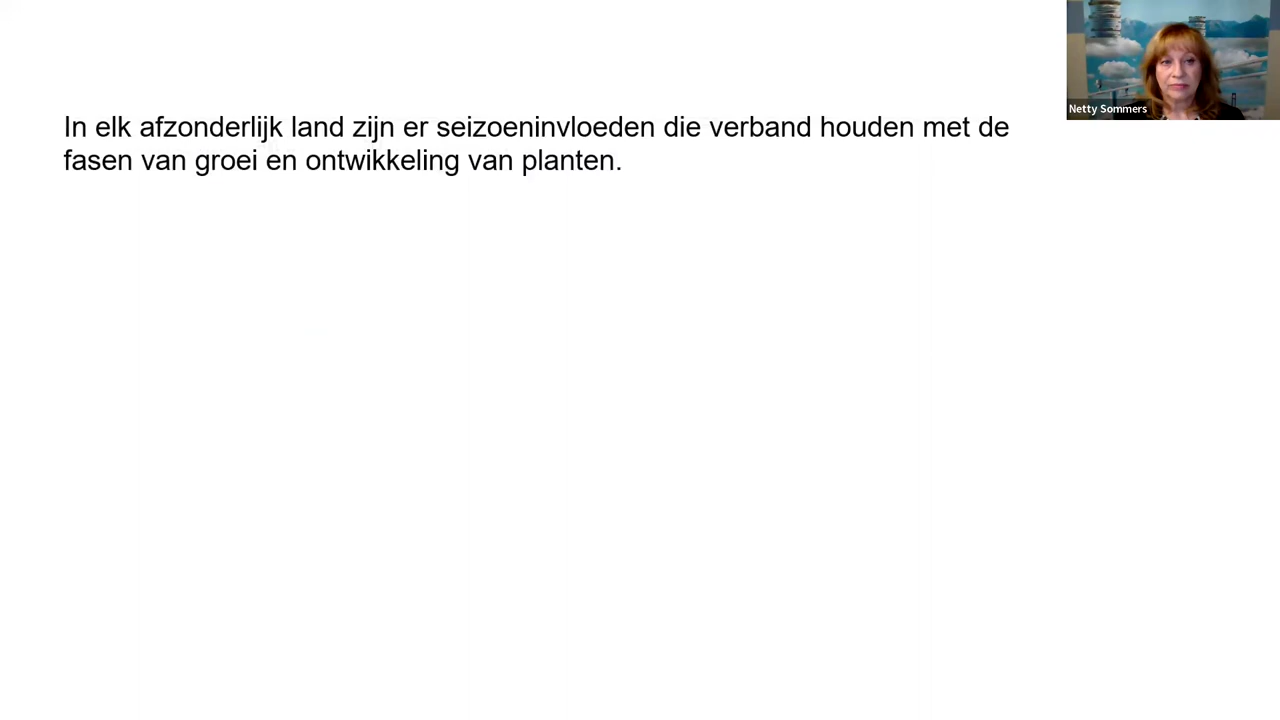 In elk afzonderlijk land zijn er seizoeninvloeden die verband houden met de
fasen van groei en ontwikkeling van planten.
Netty Sommers